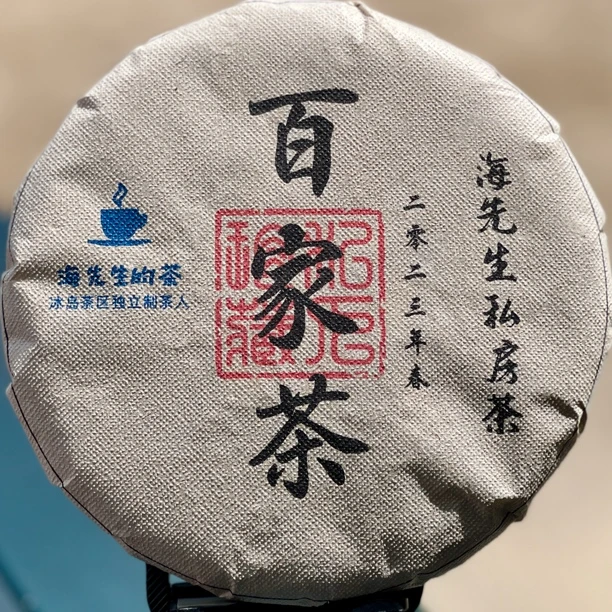 海先生私房茶
二零二三年春
百家茶
海先生的茶
冰岛茶区独立制茶人